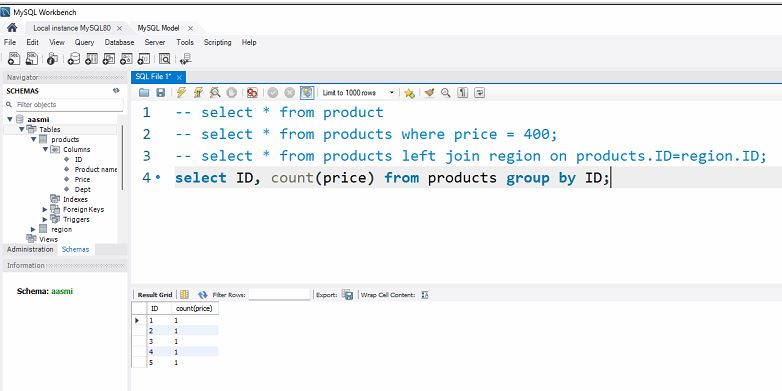 MySQL Workbench
Local instance MySQL80
MySQL Model
File Edit View Query Database Server Tools Scripting Help
Navigator
SCHEMAS
Filter objects
aasmi
Tables
products
Columns
ID
Product name
Price
Dept
Indexes
Foreign Keys
Triggers
region
Views
Administration Schemas
Information
Schema: aasmi
SQL File 1*
Limit to 1000 rows
1 -- select * from product
2 -- select * from products where price = 400;
3 -- select * from products left join region on products.ID=region.ID;
4 select ID, count(price) from products group by ID;
Result Grid Filter Rows: Export: Wrap Cell Content:
ID count(price)
1 1
2 1
3 1
4 1
5 1